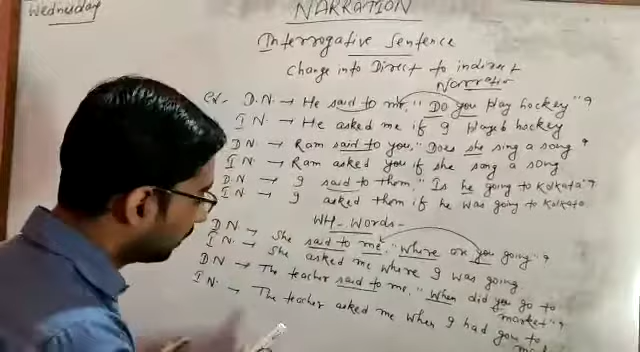 Wednesday
NARRATION
Interrogative Sentence
Change into Direct to indirect
Narration
ex- D.N. → He said to me, "Do you play hockey"?
I N. → He asked me if I played hockey
D N. → Ram said to you, "Does she sing a song?
I N. → Ram asked you if she sang a song
D N. → I said to them, "Is he going to Kolkata"?
I N. → I asked them if he was going to Kolkata
WH- Words-
D N. → She said to me, "Where are you going"?
I N. → She asked me where I was going
D N. → The teacher said to me, "When did you go to
market"?
I N. → The teacher asked me when I had gone to